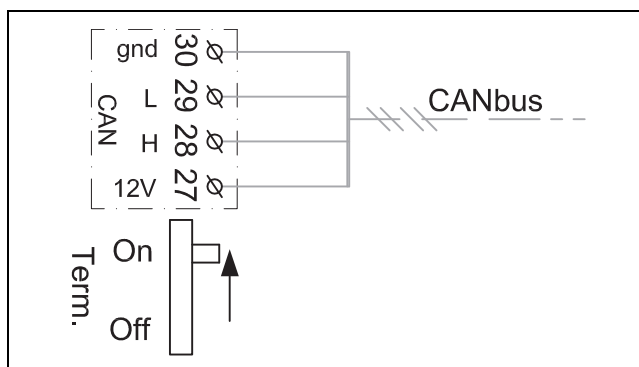 gnd 30
L 29
H 28
12V 27
CAN
CANbus
Term.
On
Off